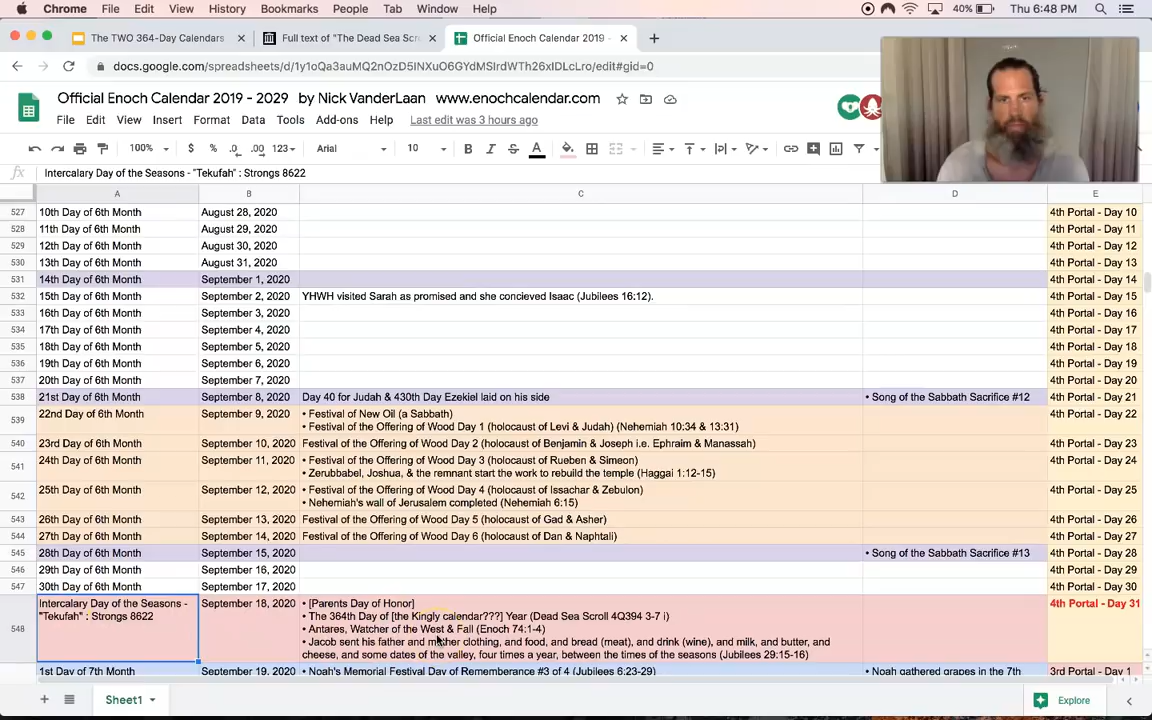 Chrome File Edit View History Bookmarks People Tab Window Help 40% Thu 6:48 PM
The TWO 364-Day Calendars Full text of "The Dead Sea Scr Official Enoch Calendar 2019 -
docs.google.com/spreadsheets/d/1y1oQa3auMQ2nOzD5INXuO6GYdMSIrdWTh26xIDLcLro/edit#gid=0
Official Enoch Calendar 2019 - 2029 by Nick VanderLaan www.enochcalendar.com
File Edit View Insert Format Data Tools Add-ons Help Last edit was 3 hours ago
100% $ % .0 .00 123 Arial 10 B I S A
fx Intercalary Day of the Seasons - "Tekufah" : Strongs 8622
A B C D E
527 10th Day of 6th Month August 28, 2020 4th Portal - Day 10
528 11th Day of 6th Month August 29, 2020 4th Portal - Day 11
529 12th Day of 6th Month August 30, 2020 4th Portal - Day 12
530 13th Day of 6th Month August 31, 2020 4th Portal - Day 13
531 14th Day of 6th Month September 1, 2020 4th Portal - Day 14
532 15th Day of 6th Month September 2, 2020 YHWH visited Sarah as promised and she concieved Isaac (Jubilees 16:12). 4th Portal - Day 15
533 16th Day of 6th Month September 3, 2020 4th Portal - Day 16
534 17th Day of 6th Month September 4, 2020 4th Portal - Day 17
535 18th Day of 6th Month September 5, 2020 4th Portal - Day 18
536 19th Day of 6th Month September 6, 2020 4th Portal - Day 19
537 20th Day of 6th Month September 7, 2020 4th Portal - Day 20
538 21st Day of 6th Month September 8, 2020 Day 40 for Judah & 430th Day Ezekiel laid on his side • Song of the Sabbath Sacrifice #12 4th Portal - Day 21
539 22nd Day of 6th Month September 9, 2020 • Festival of New Oil (a Sabbath) 4th Portal - Day 22
• Festival of the Offering of Wood Day 1 (holocaust of Levi & Judah) (Nehemiah 10:34 & 13:31)
540 23rd Day of 6th Month September 10, 2020 Festival of the Offering of Wood Day 2 (holocaust of Benjamin & Joseph i.e. Ephraim & Manassah) 4th Portal - Day 23
541 24th Day of 6th Month September 11, 2020 • Festival of the Offering of Wood Day 3 (holocaust of Rueben & Simeon) 4th Portal - Day 24
• Zerubbabel, Joshua, & the remnant start the work to rebuild the temple (Haggai 1:12-15)
542 25th Day of 6th Month September 12, 2020 • Festival of the Offering of Wood Day 4 (holocaust of Issachar & Zebulon) 4th Portal - Day 25
• Nehemiah's wall of Jerusalem completed (Nehemiah 6:15)
543 26th Day of 6th Month September 13, 2020 Festival of the Offering of Wood Day 5 (holocaust of Gad & Asher) 4th Portal - Day 26
544 27th Day of 6th Month September 14, 2020 Festival of the Offering of Wood Day 6 (holocaust of Dan & Naphtali) 4th Portal - Day 27
545 28th Day of 6th Month September 15, 2020 • Song of the Sabbath Sacrifice #13 4th Portal - Day 28
546 29th Day of 6th Month September 16, 2020 4th Portal - Day 29
547 30th Day of 6th Month September 17, 2020 4th Portal - Day 30
548 Intercalary Day of the Seasons - September 18, 2020 • [Parents Day of Honor] 4th Portal - Day 31
"Tekufah" : Strongs 8622 • The 364th Day of [the Kingly calendar???] Year (Dead Sea Scroll 4Q394 3-7 i)
• Antares, Watcher of the West & Fall (Enoch 74:1-4)
• Jacob sent his father and mother clothing, and food, and bread (meat), and drink (wine), and milk, and butter, and
cheese, and some dates of the valley, four times a year, between the times of the seasons (Jubilees 29:15-16)
1st Day of 7th Month September 19, 2020 • Noah's Memorial Festival Day of Remembrance #3 of 4 (Jubilees 6:23-29) • Noah gathered grapes in the 7th 3rd Portal - Day 1
Sheet1 Explore